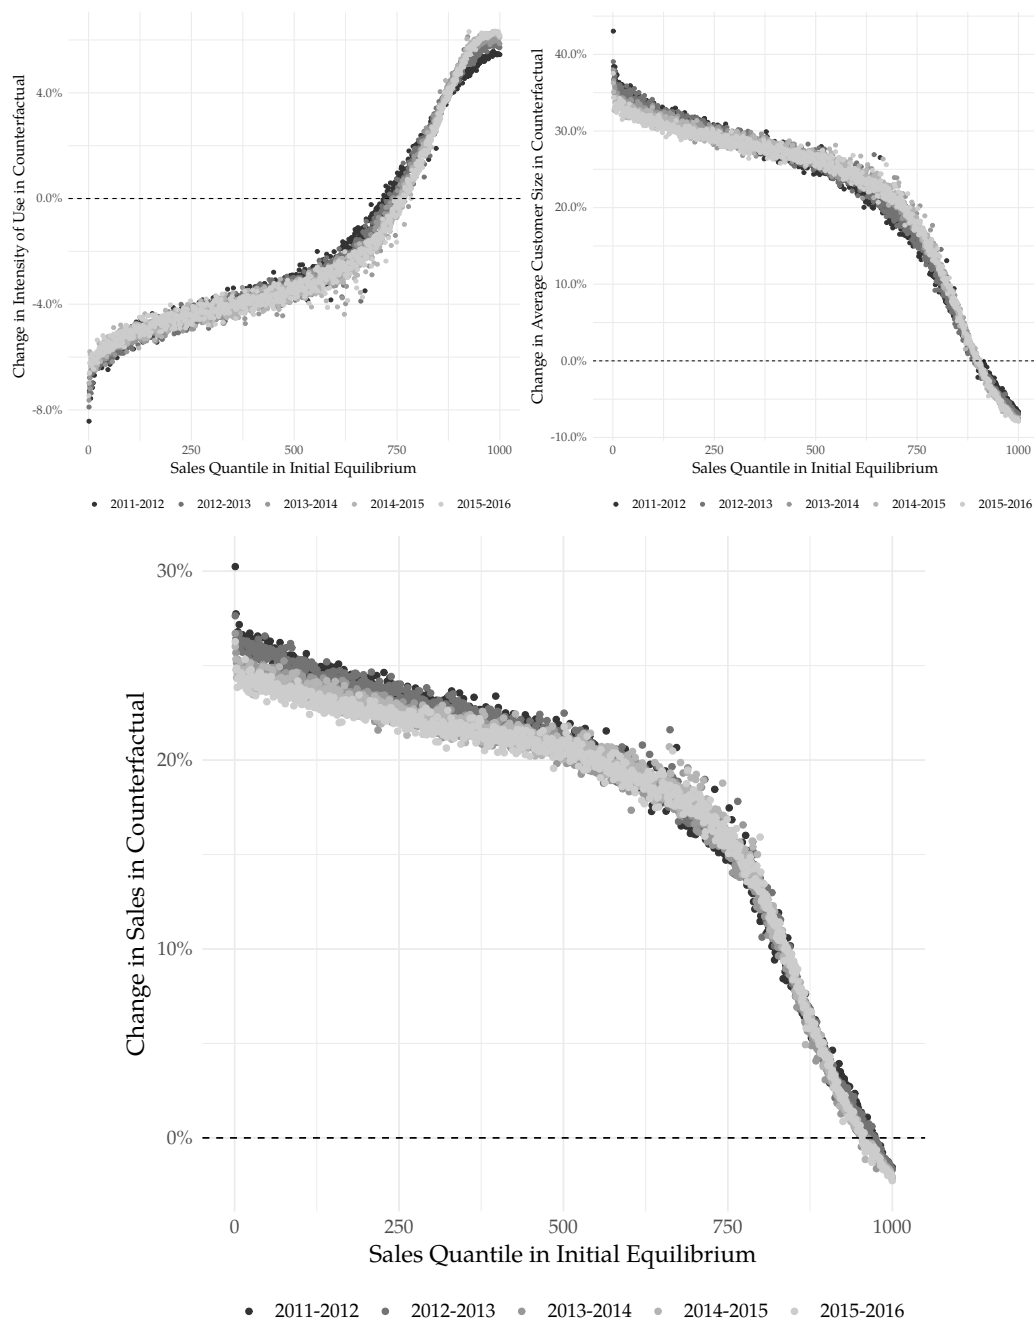 Change in Intensity of Use in Counterfactual
4.0%
0.0%
-4.0%
-8.0%
0 250 500 750 1000
Sales Quantile in Initial Equilibrium
2011-2012 2012-2013 2013-2014 2014-2015 2015-2016
Change in Average Customer Size in Counterfactual
40.0%
30.0%
20.0%
10.0%
0.0%
-10.0%
0 250 500 750 1000
Sales Quantile in Initial Equilibrium
2011-2012 2012-2013 2013-2014 2014-2015 2015-2016
Change in Sales in Counterfactual
30%
20%
10%
0%
0 250 500 750 1000
Sales Quantile in Initial Equilibrium
2011-2012 2012-2013 2013-2014 2014-2015 2015-2016